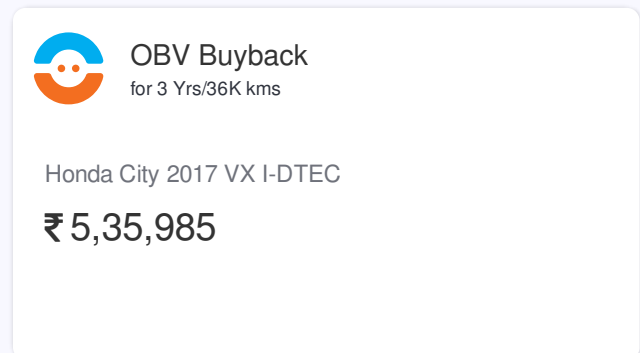 OBV Buyback
for 3 Yrs/36K kms
Honda City 2017 VX I-DTEC
₹ 5,35,985